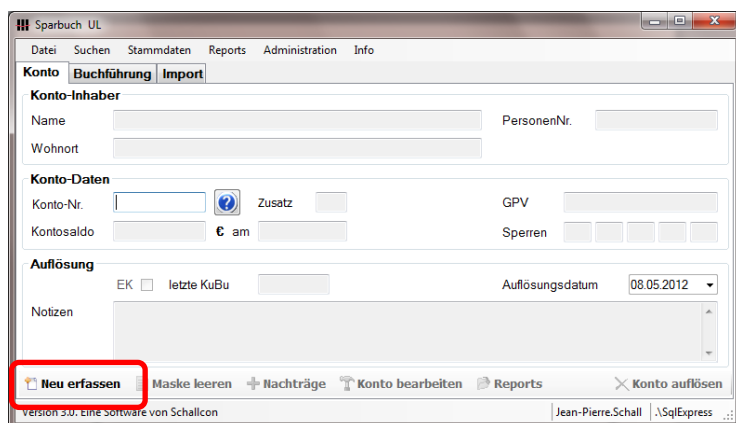 Sparbuch UL
Datei Suchen Stammdaten Reports Administration Info
Konto Buchführung Import
Konto-Inhaber
Name PersonenNr.
Wohnort
Konto-Daten
Konto-Nr. ? Zusatz GPV
Kontosaldo € am Sperren
Auflösung
EK letzte KuBu Auflösungsdatum 08.05.2012
Notizen
Neu erfassen Maske leeren Nachträge Konto bearbeiten Reports Konto auflösen
Version 3.0. Eine Software von Schallcon Jean-Pierre.Schall .\SqlExpress